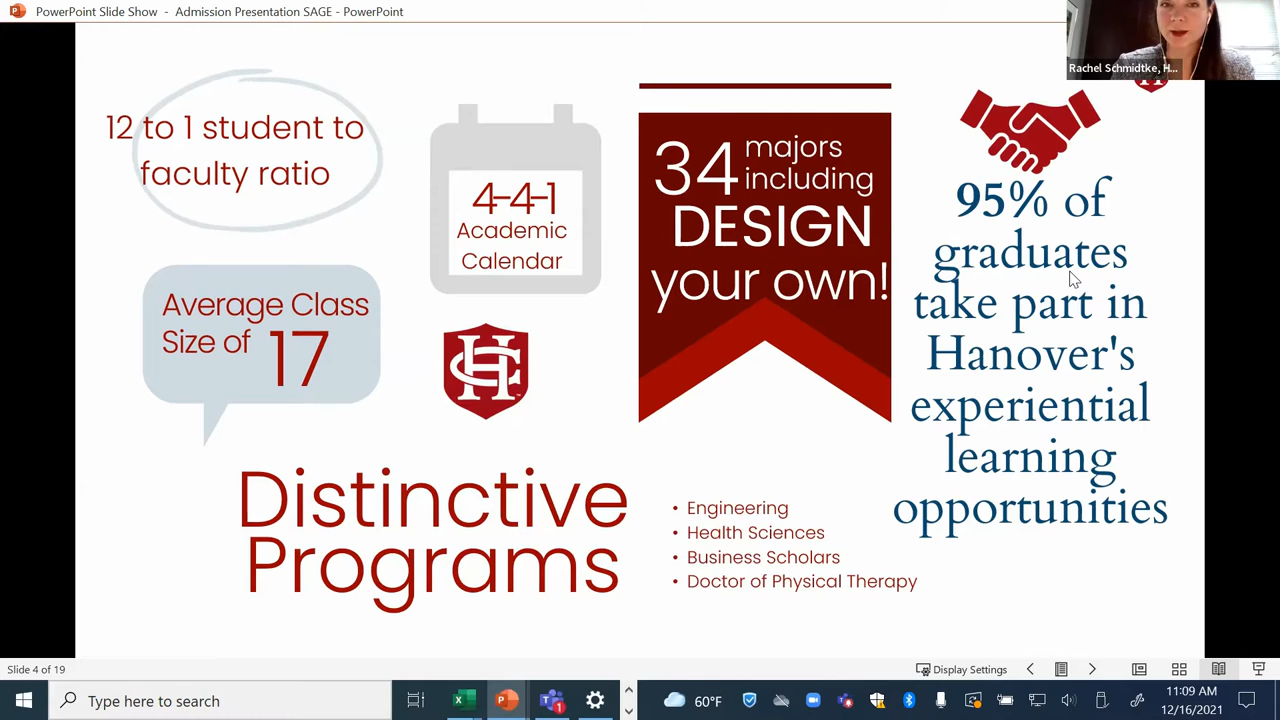 PowerPoint Slide Show - Admission Presentation SAGE - PowerPoint
Rachel Schmidtke, H...
12 to 1 student to
faculty ratio
4-4-1
Academic
Calendar
34 majors
including
DESIGN
your own!
95% of
graduates
take part in
Hanover's
experiential
learning
opportunities
Average Class
Size of 17
HC
Distinctive
Programs
• Engineering
• Health Sciences
• Business Scholars
• Doctor of Physical Therapy
Slide 4 of 19
Display Settings
Type here to search
60°F
11:09 AM
12/16/2021